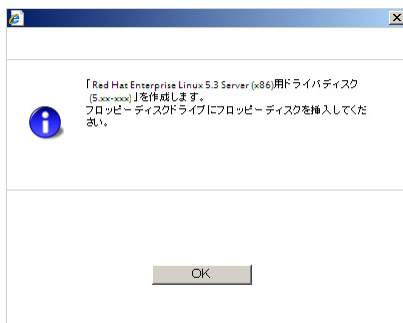 「Red Hat Enterprise Linux 5.3 Server (x86)用ドライバディスク
(5.xx-xxx)」を作成します。
フロッピーディスクドライブにフロッピーディスクを挿入してくだ
さい。
OK